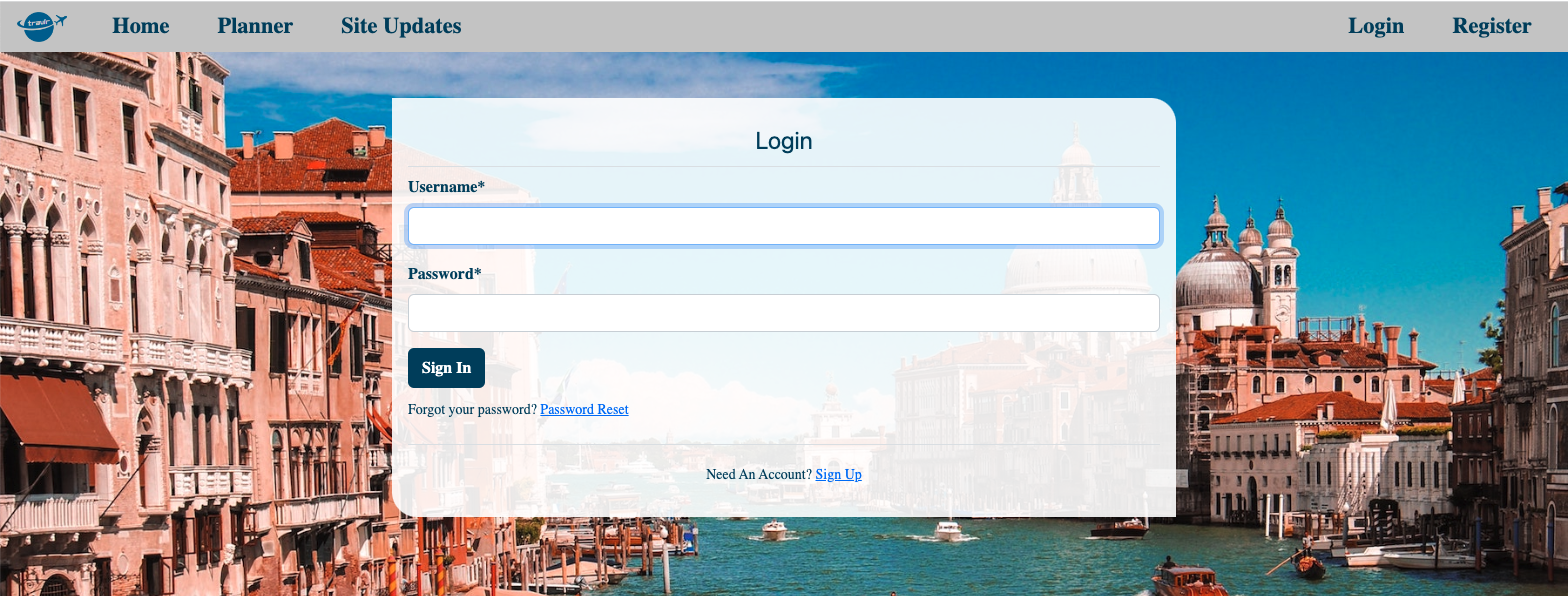 travlr
Home
Planner
Site Updates
Login
Register
Login
Username*
Password*
Sign In
Forgot your password? Password Reset
Need An Account? Sign Up